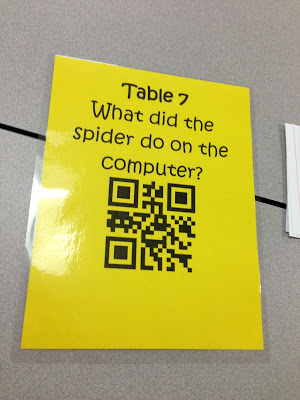 Table 7
What did the
spider do on the
computer?